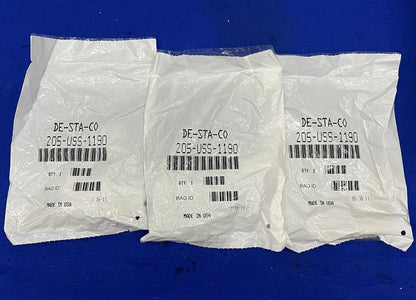 DE-STA-CO
205-USS-1190
QTY 1
BAG ID
MADE IN USA
DE-STA-CO
205-USS-1190
QTY 1
BAG ID
MADE IN USA
DE-STA-CO
205-USS-1190
QTY 1
BAG ID
MADE IN USA